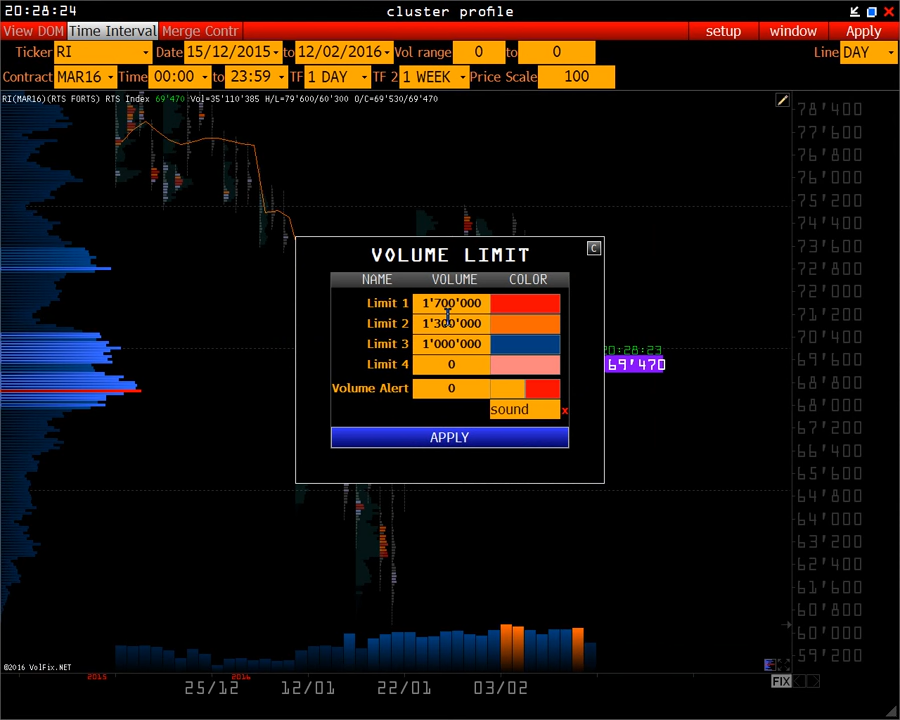 20:28:24 cluster profile
View DOM Time Interval Merge Contr setup window Apply
Ticker RI Date 15/12/2015 to 12/02/2016 Vol range 0 to 0 Line DAY
Contract MAR16 Time 00:00 to 23:59 TF 1 DAY TF 2 1 WEEK Price Scale 100
RI(MAR16)(RTS FORTS) RTS Index 69'470 Vol=35'110'385 H/L=79'600/60'300 O/C=69'530/69'470
78'400
77'600
76'800
76'000
75'200
74'400
73'600
72'800
72'000
71'200
70'400
68'800
68'000
67'200
66'400
65'600
64'800
64'000
63'200
62'400
61'600
60'800
60'000
59'200
VOLUME LIMIT C
NAME VOLUME COLOR
Limit 1 1'700'000
Limit 2 1'300'000
Limit 3 1'000'000
Limit 4 0
Volume Alert 0
sound x
APPLY
20:28:23
69'470
©2016 VolFix.NET
2015 2016
25/12 12/01 22/01 03/02
FIX